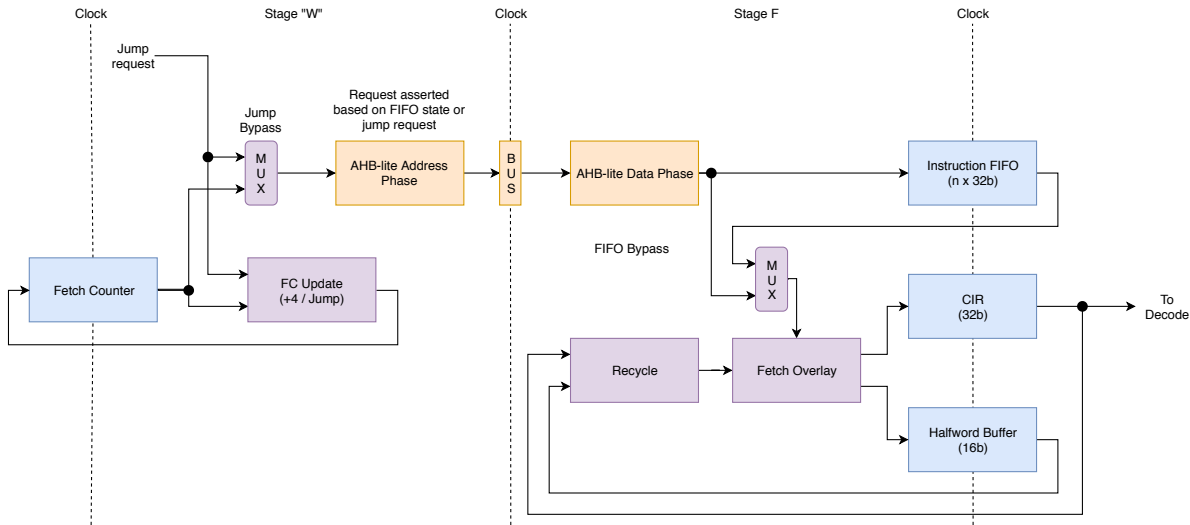 Clock
Stage "W"
Clock
Stage F
Clock
Jump
request
Jump
Bypass
Request asserted
based on FIFO state or
jump request
M
U
X
AHB-lite Address
Phase
B
U
S
AHB-lite Data Phase
Instruction FIFO
(n x 32b)
FIFO Bypass
M
U
X
Fetch Counter
FC Update
(+4 / Jump)
CIR
(32b)
To
Decode
Recycle
Fetch Overlay
Halfword Buffer
(16b)